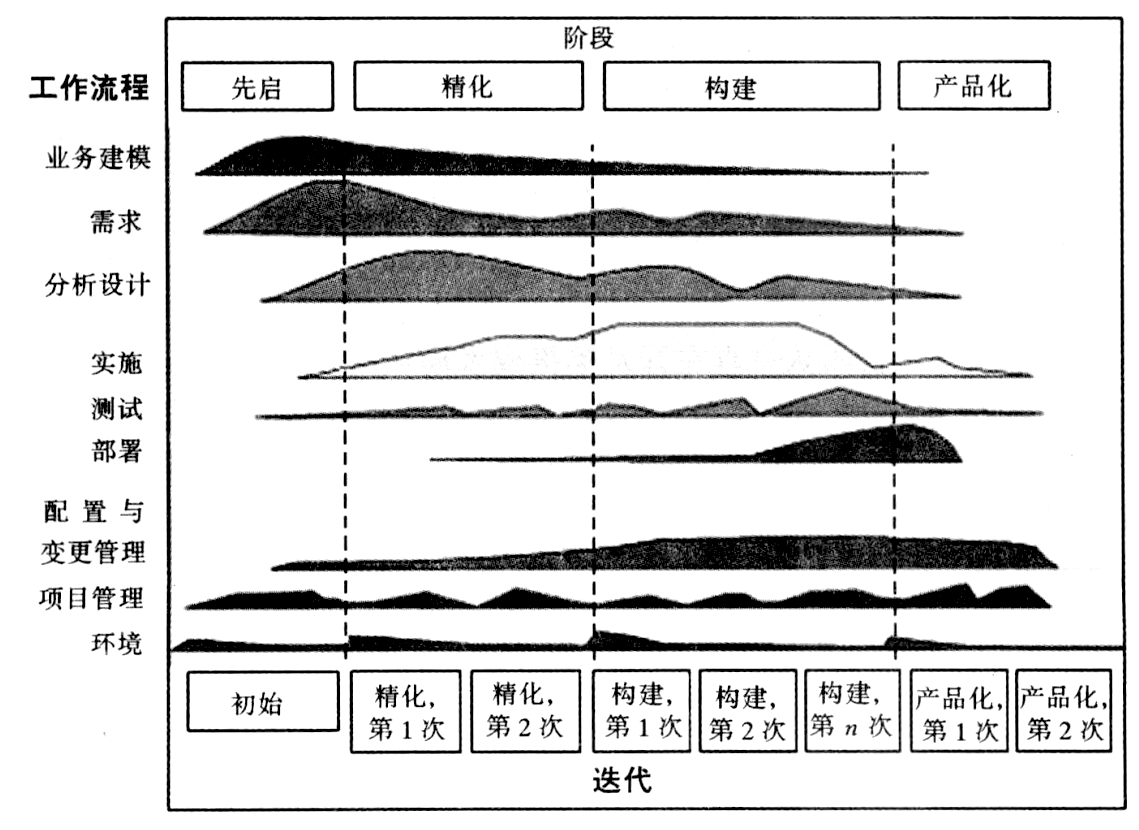 阶段
工作流程
先启
精化
构建
产品化
业务建模
需求
分析设计
实施
测试
部署
配置与
变更管理
项目管理
环境
初始
精化,
第1次
精化,
第2次
构建,
第1次
构建,
第2次
构建,
第n次
产品化,
第1次
产品化,
第2次
迭代